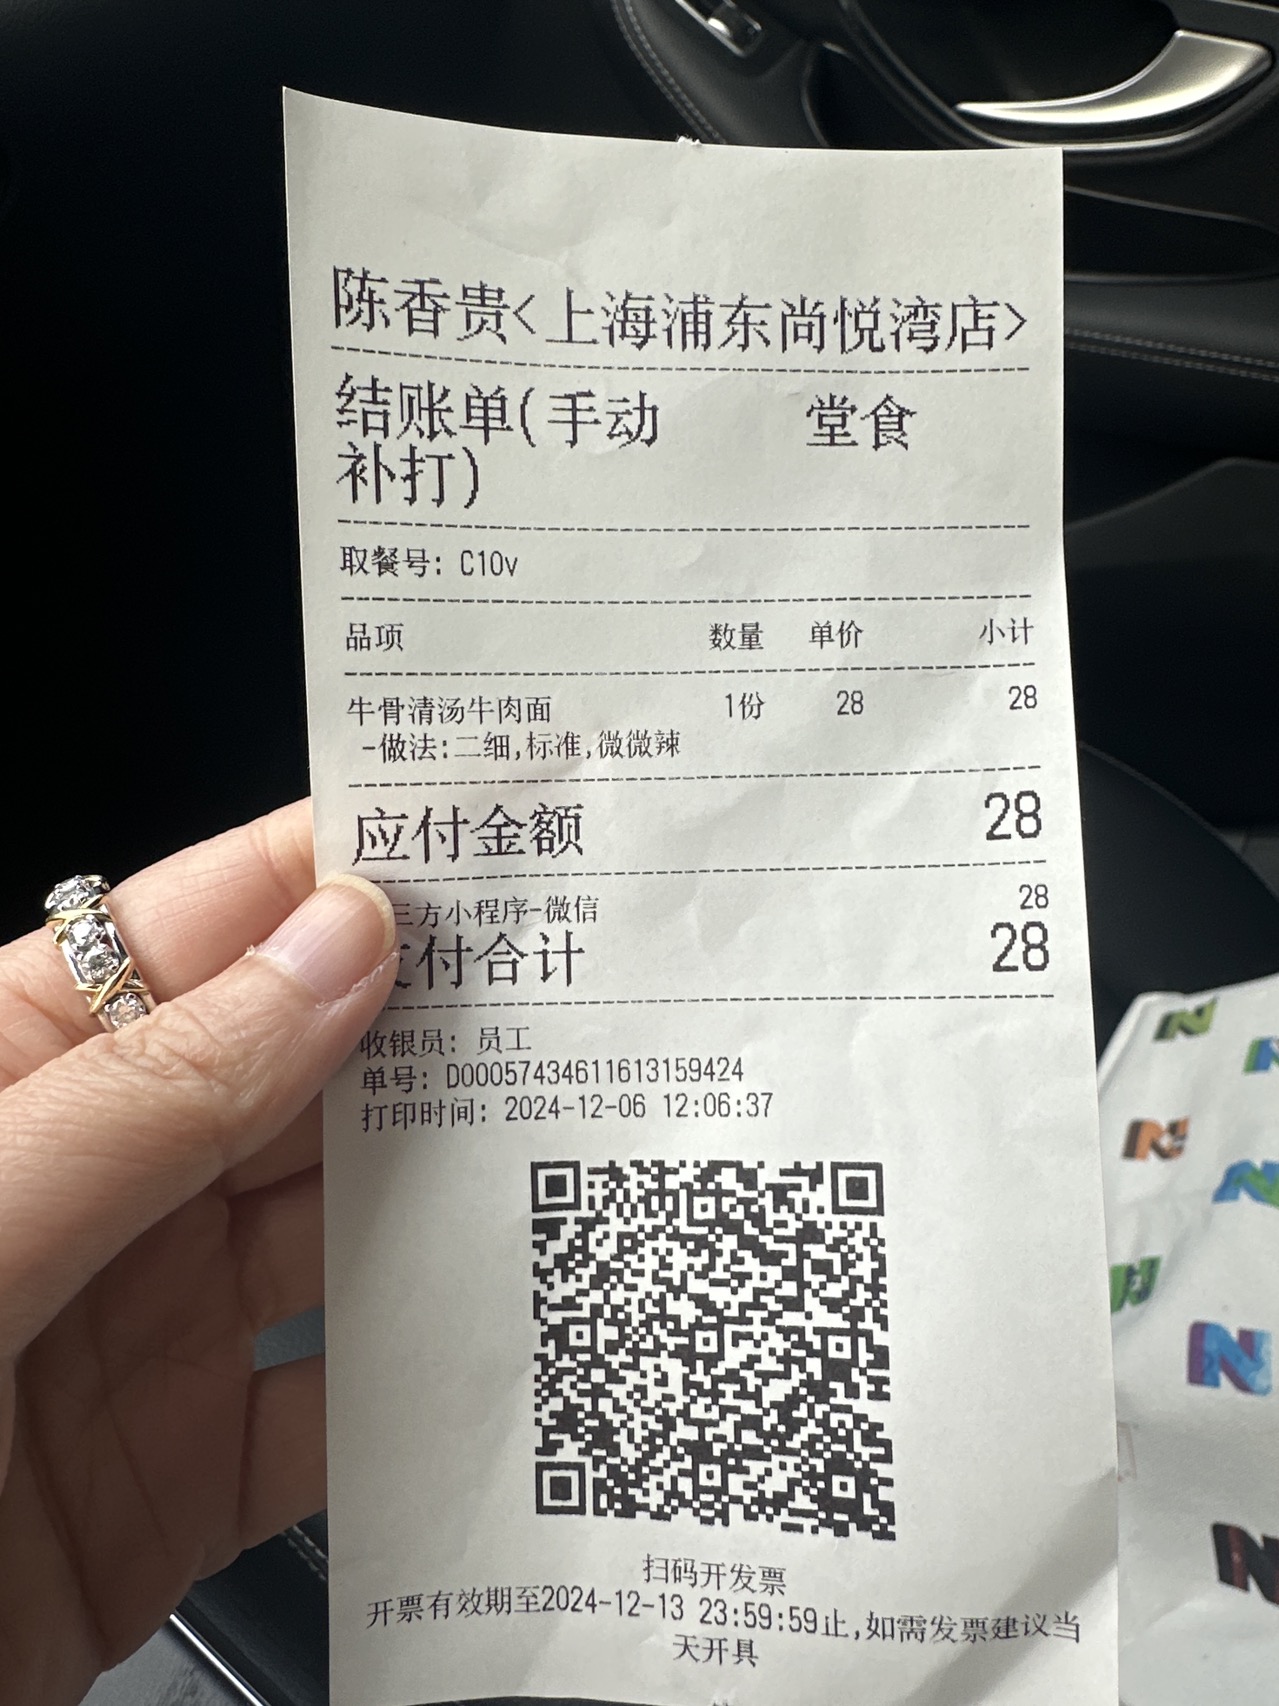 陈香贵<上海浦东尚悦湾店>
结账单(手动 堂食
补打)
取餐号: C10v
品项 数量 单价 小计
牛骨清汤牛肉面 1份 28 28
-做法:二细,标准,微微辣
应付金额 28
三方小程序-微信 28
付合计 28
收银员: 员工
单号: D00057434611613159424
打印时间: 2024-12-06 12:06:37
扫码开发票
开票有效期至2024-12-13 23:59:59止,如需发票建议当
天开具
N
N
N
N
N
N
N